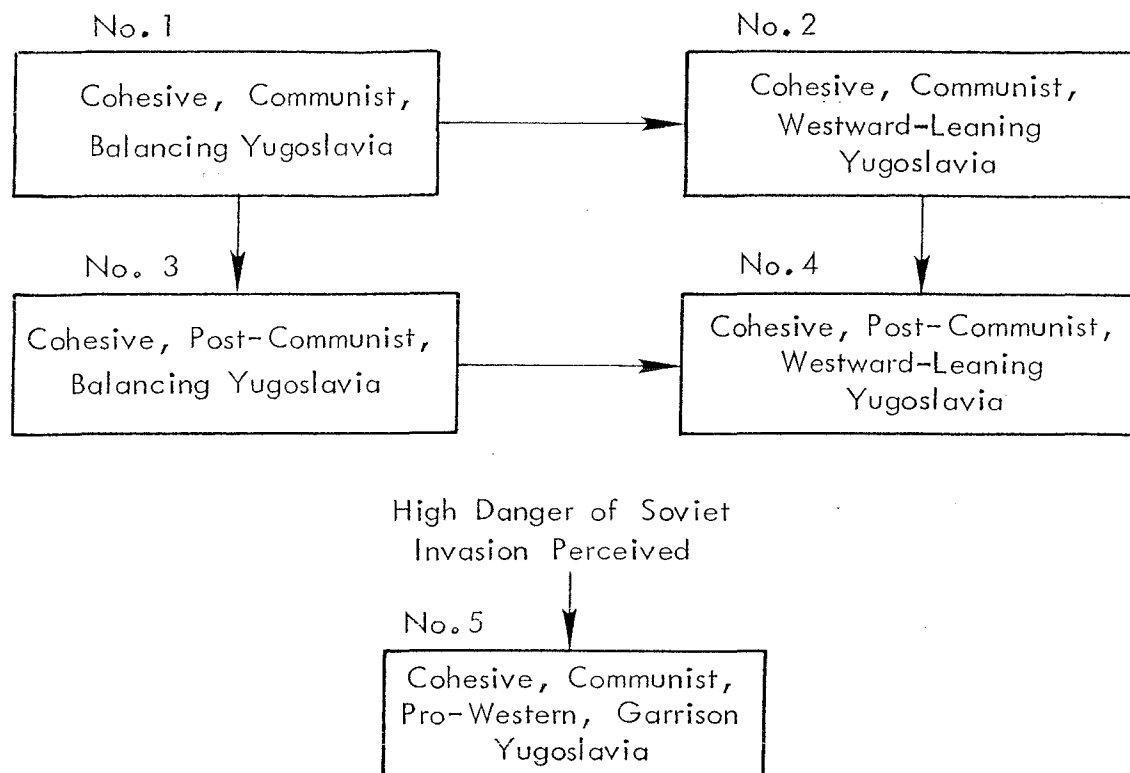 No. 1
Cohesive, Communist,
Balancing Yugoslavia
No. 2
Cohesive, Communist,
Westward-Leaning
Yugoslavia
No. 3
Cohesive, Post-Communist,
Balancing Yugoslavia
No. 4
Cohesive, Post-Communist,
Westward-Leaning
Yugoslavia
High Danger of Soviet
Invasion Perceived
No. 5
Cohesive, Communist,
Pro-Western, Garrison
Yugoslavia